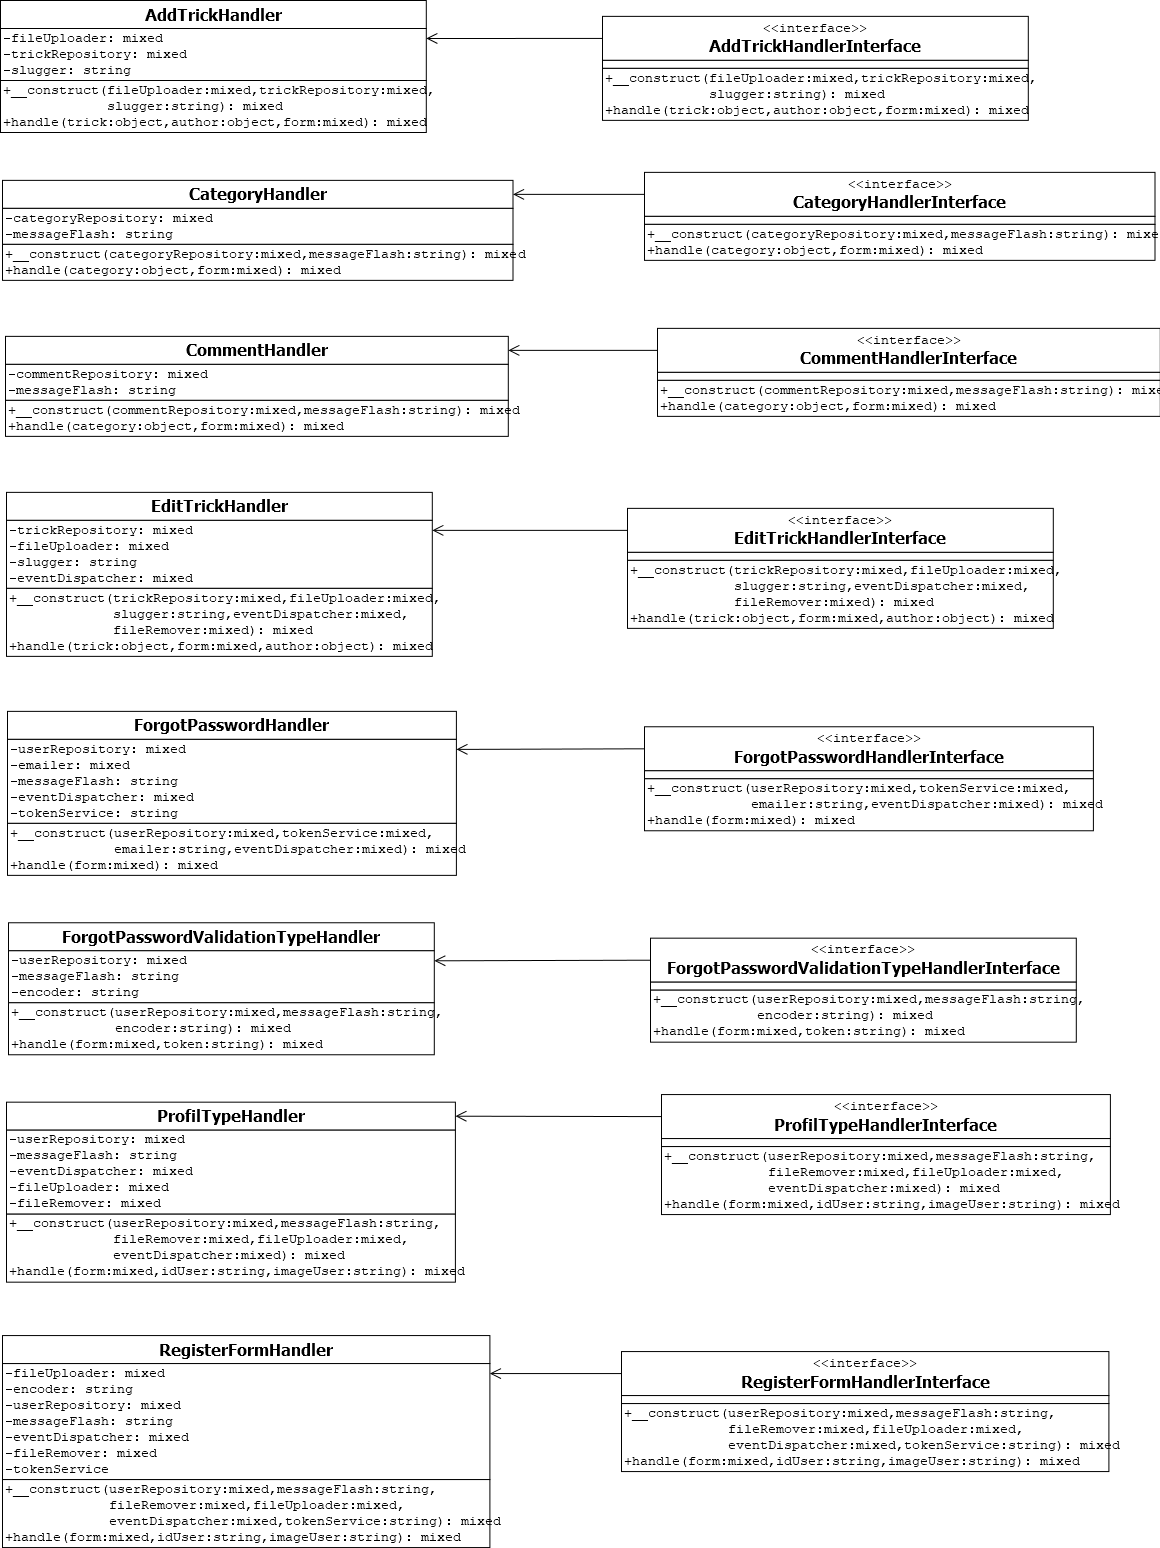 AddTrickHandler
-fileUploader: mixed
-trickRepository: mixed
-slugger: string
+__construct(fileUploader:mixed,trickRepository:mixed,
slugger:string): mixed
+handle(trick:object,author:object,form:mixed): mixed
<<interface>>
AddTrickHandlerInterface
+__construct(fileUploader:mixed,trickRepository:mixed,
slugger:string): mixed
+handle(trick:object,author:object,form:mixed): mixed
CategoryHandler
-categoryRepository: mixed
-messageFlash: string
+__construct(categoryRepository:mixed,messageFlash:string): mixed
+handle(category:object,form:mixed): mixed
<<interface>>
CategoryHandlerInterface
+__construct(categoryRepository:mixed,messageFlash:string): mixe
+handle(category:object,form:mixed): mixed
CommentHandler
-commentRepository: mixed
-messageFlash: string
+__construct(commentRepository:mixed,messageFlash:string): mixed
+handle(category:object,form:mixed): mixed
<<interface>>
CommentHandlerInterface
+__construct(commentRepository:mixed,messageFlash:string): mixe
+handle(category:object,form:mixed): mixed
EditTrickHandler
-trickRepository: mixed
-fileUploader: mixed
-slugger: string
-eventDispatcher: mixed
+__construct(trickRepository:mixed,fileUploader:mixed,
slugger:string,eventDispatcher:mixed,
fileRemover:mixed): mixed
+handle(trick:object,form:mixed,author:object): mixed
<<interface>>
EditTrickHandlerInterface
+__construct(trickRepository:mixed,fileUploader:mixed,
slugger:string,eventDispatcher:mixed,
fileRemover:mixed): mixed
+handle(trick:object,form:mixed,author:object): mixed
ForgotPasswordHandler
-userRepository: mixed
-emailer: mixed
-messageFlash: string
-eventDispatcher: mixed
-tokenService: string
+__construct(userRepository:mixed,tokenService:mixed,
emailer:string,eventDispatcher:mixed): mixed
+handle(form:mixed): mixed
<<interface>>
ForgotPasswordHandlerInterface
+__construct(userRepository:mixed,tokenService:mixed,
emailer:string,eventDispatcher:mixed): mixed
+handle(form:mixed): mixed
ForgotPasswordValidationTypeHandler
-userRepository: mixed
-messageFlash: string
-encoder: string
+__construct(userRepository:mixed,messageFlash:string,
encoder:string): mixed
+handle(form:mixed,token:string): mixed
<<interface>>
ForgotPasswordValidationTypeHandlerInterface
+__construct(userRepository:mixed,messageFlash:string,
encoder:string): mixed
+handle(form:mixed,token:string): mixed
ProfilTypeHandler
-userRepository: mixed
-messageFlash: string
-eventDispatcher: mixed
-fileUploader: mixed
-fileRemover: mixed
+__construct(userRepository:mixed,messageFlash:string,
fileRemover:mixed,fileUploader:mixed,
eventDispatcher:mixed): mixed
+handle(form:mixed,idUser:string,imageUser:string): mixed
<<interface>>
ProfilTypeHandlerInterface
+__construct(userRepository:mixed,messageFlash:string,
fileRemover:mixed,fileUploader:mixed,
eventDispatcher:mixed): mixed
+handle(form:mixed,idUser:string,imageUser:string): mixed
RegisterFormHandler
-fileUploader: mixed
-encoder: string
-userRepository: mixed
-messageFlash: string
-eventDispatcher: mixed
-fileRemover: mixed
-tokenService
+__construct(userRepository:mixed,messageFlash:string,
fileRemover:mixed,fileUploader:mixed,
eventDispatcher:mixed,tokenService:string): mixed
+handle(form:mixed,idUser:string,imageUser:string): mixed
<<interface>>
RegisterFormHandlerInterface
+__construct(userRepository:mixed,messageFlash:string,
fileRemover:mixed,fileUploader:mixed,
eventDispatcher:mixed,tokenService:string): mixed
+handle(form:mixed,idUser:string,imageUser:string): mixed